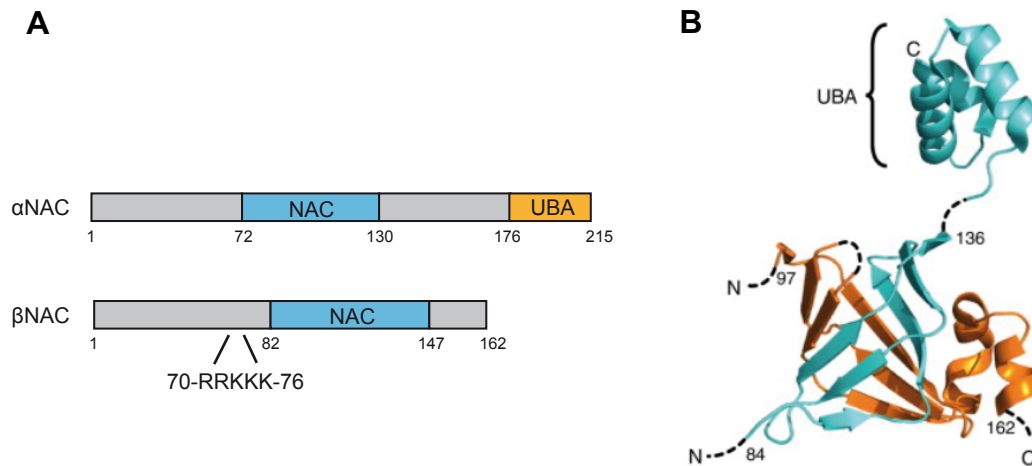 A
αNAC
NAC
UBA
1
72
130
176
215
βNAC
NAC
1
82
147
162
70-RRKKK-76
B
UBA
C
136
N
97
N
84
162
C